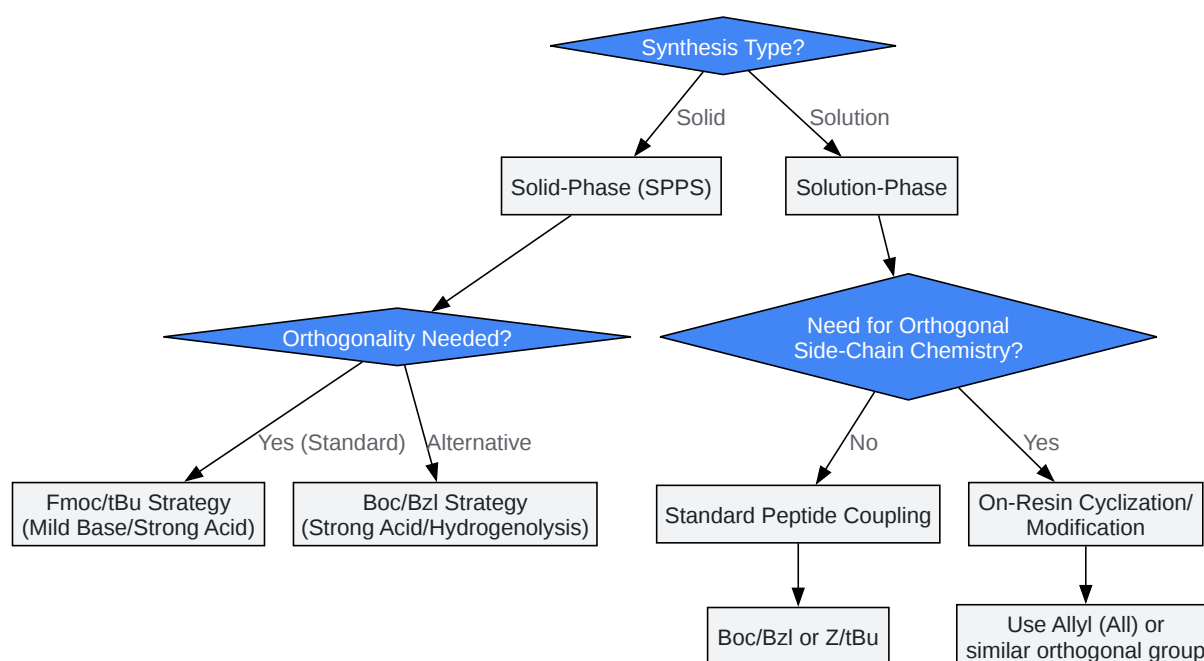 Synthesis Type?
Solid
Solution
Solid-Phase (SPPS)
Solution-Phase
Orthogonality Needed?
Need for Orthogonal
Side-Chain Chemistry?
Yes (Standard)
Alternative
No
Yes
Fmoc/tBu Strategy
(Mild Base/Strong Acid)
Boc/Bzl Strategy
(Strong Acid/Hydrogenolysis)
Standard Peptide Coupling
On-Resin Cyclization/
Modification
Boc/Bzl or Z/tBu
Use Allyl (All) or
similar orthogonal group